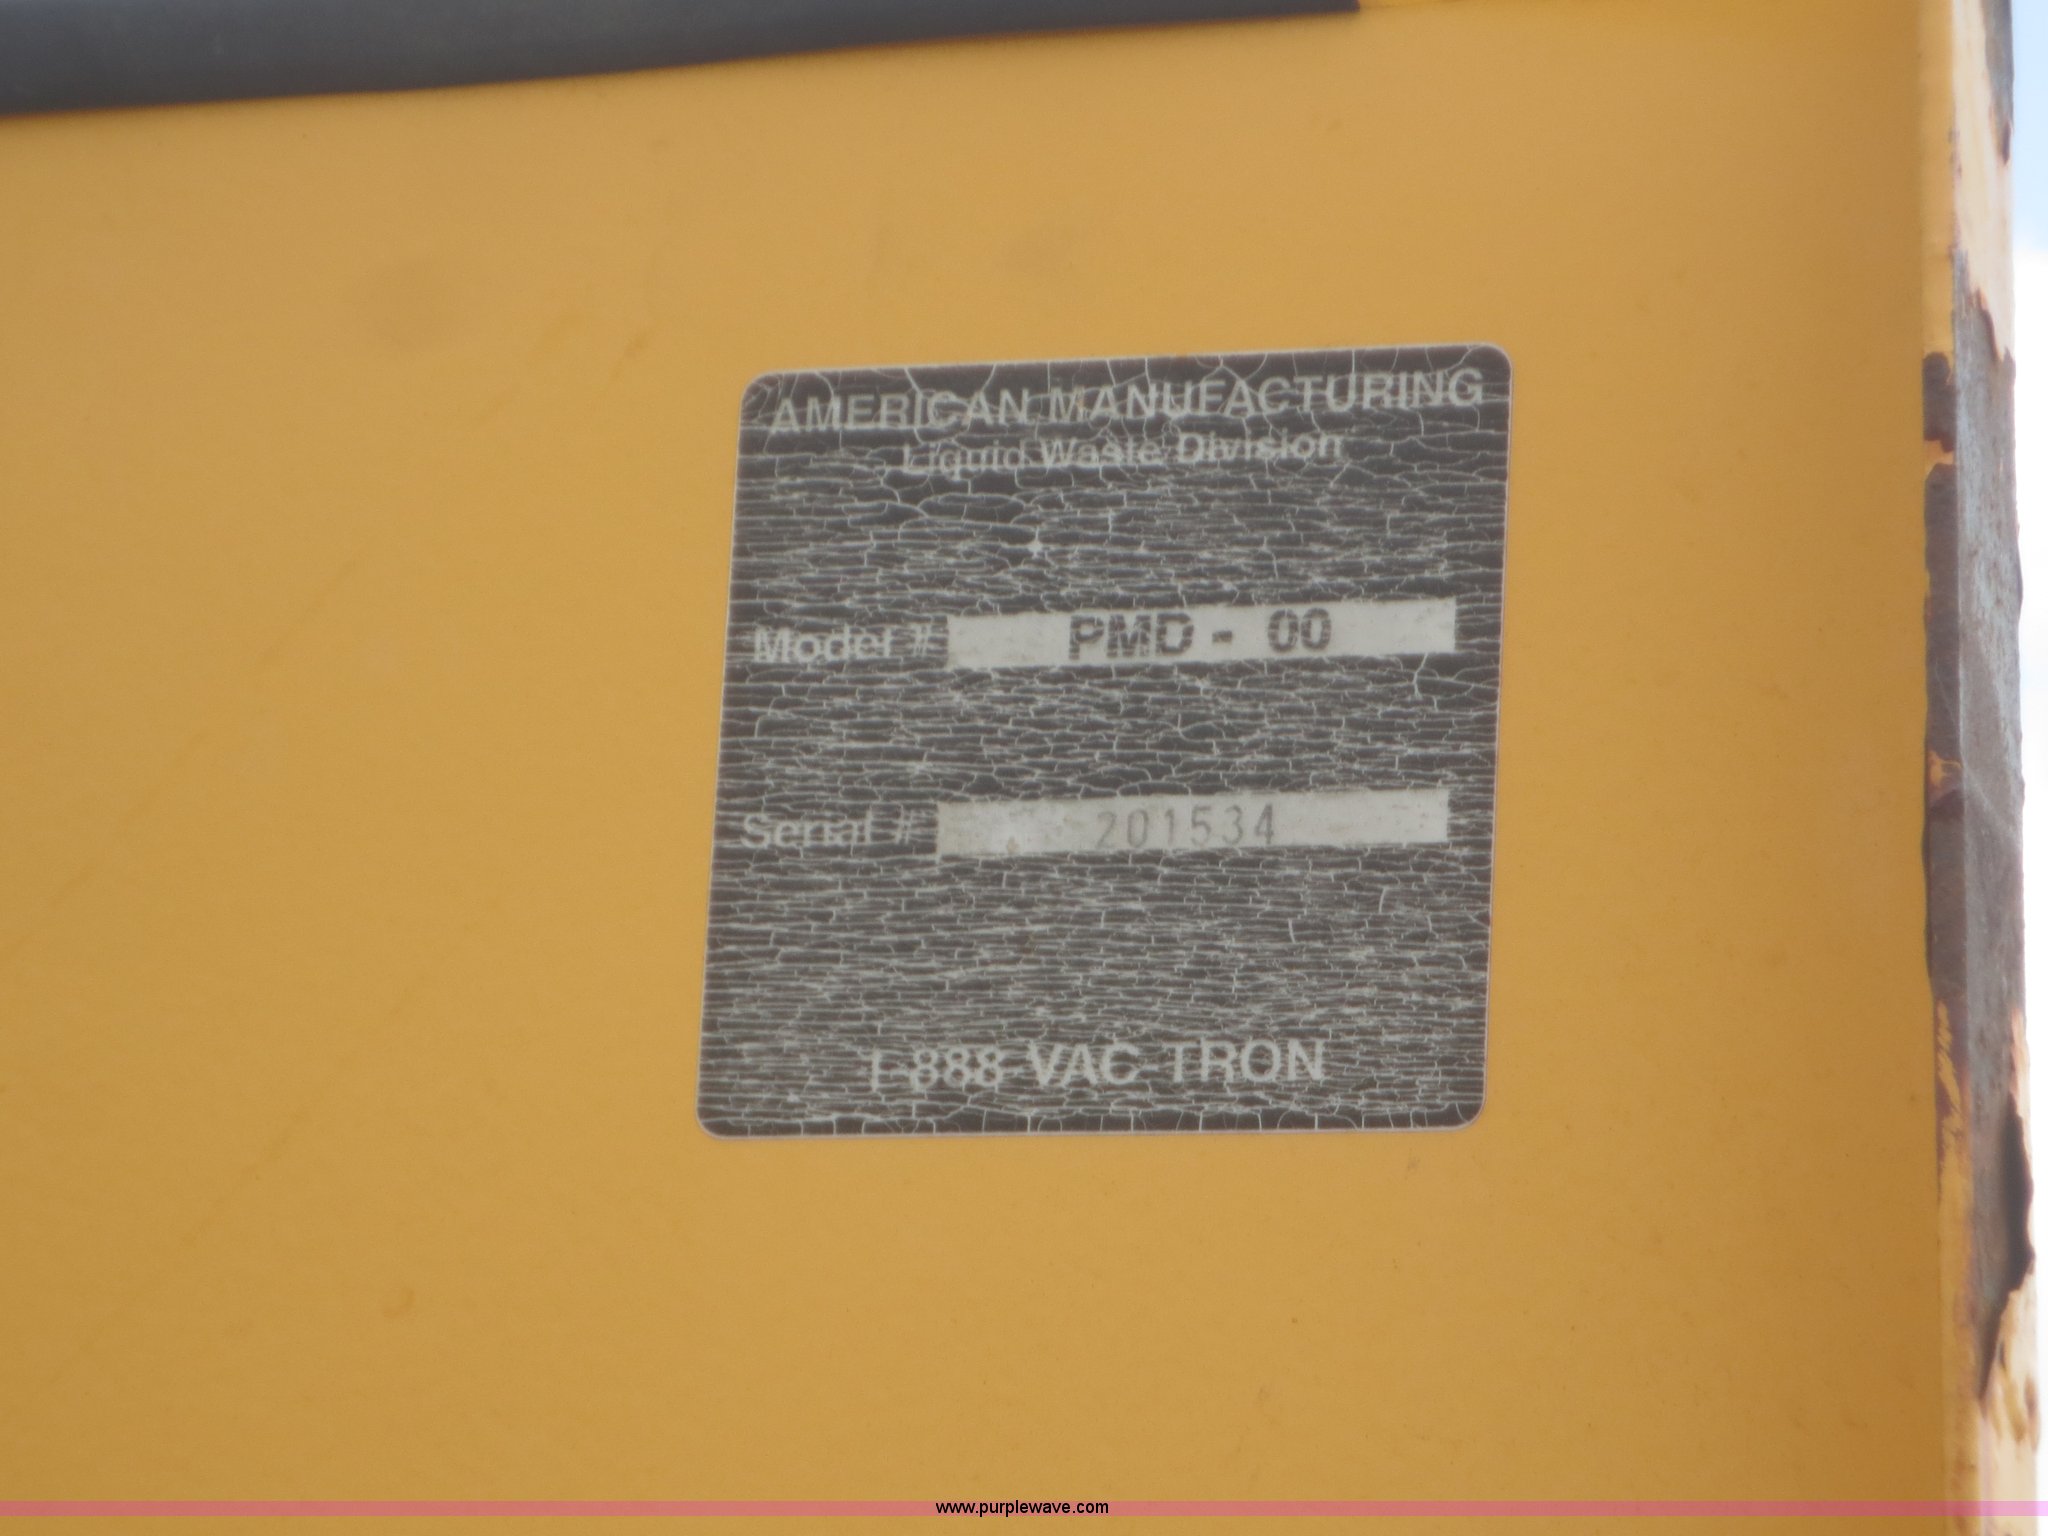 AMERICAN MANUFACTURING
Liquid Waste Division
Model # PMD - 00
Serial # 201534
1-888-VAC-TRON
www.purplewave.com